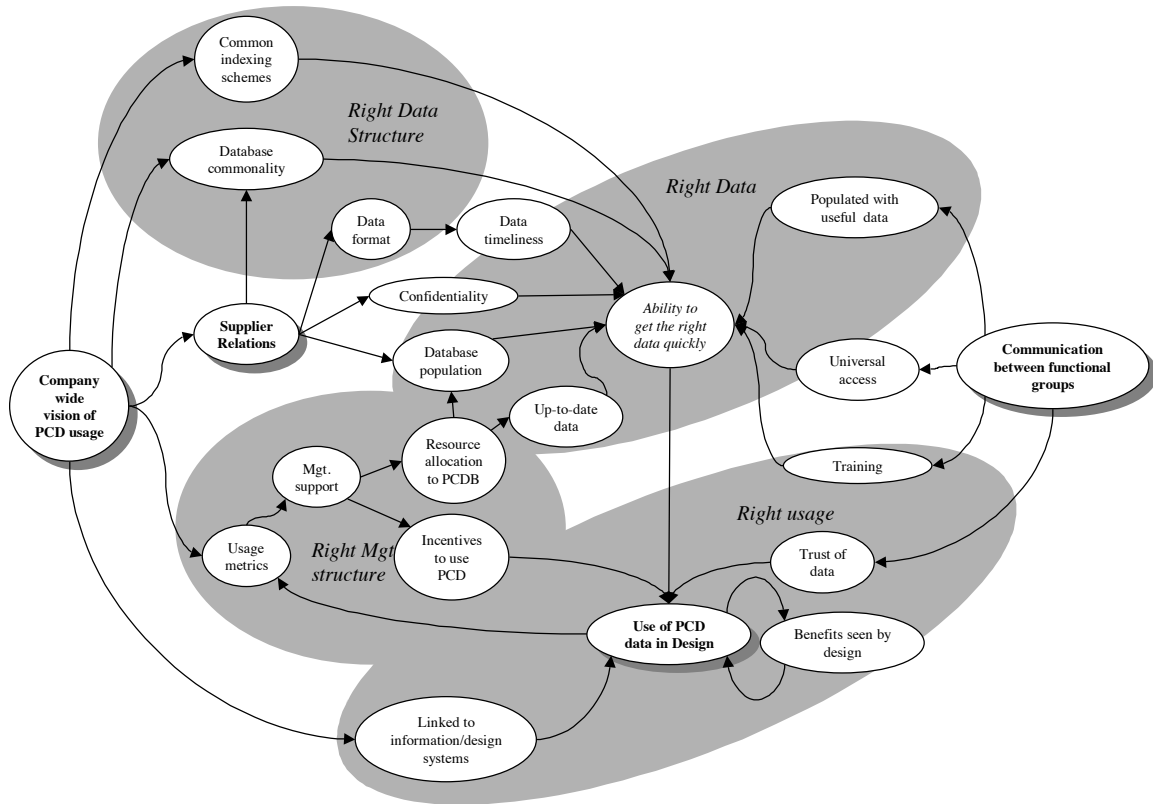 Common
indexing
schemes
Right Data
Structure
Database
commonality
Right Data
Populated with
useful  data
Data
format
Data
timeliness
Confidentiality
Ability to
get the right
data quickly
Supplier
Relations
Database
population
Universal
access
Communication
between functional
groups
Company
wide
vision of
PCD usage
Up-to-date
data
Resource
allocation
to PCDB
Mgt.
support
Training
Right usage
Usage
metrics
Right Mgt
structure
Incentives
to use
PCD
Trust of
data
Use of PCD
data in Design
Benefits seen by
design
Linked to
information/design
systems